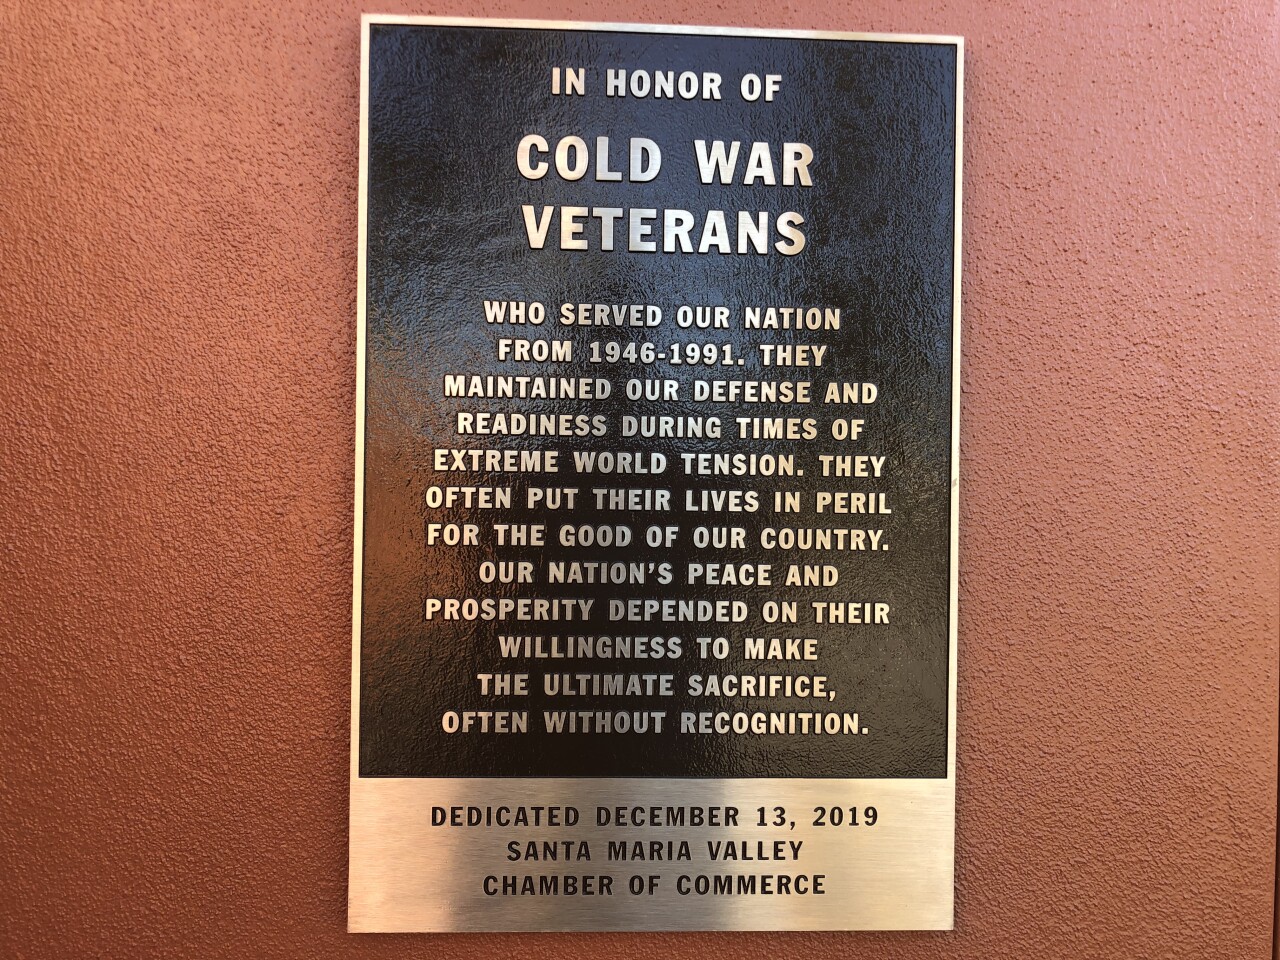 IN HONOR OF
COLD WAR
VETERANS
WHO SERVED OUR NATION
FROM 1946-1991. THEY
MAINTAINED OUR DEFENSE AND
READINESS DURING TIMES OF
EXTREME WORLD TENSION. THEY
OFTEN PUT THEIR LIVES IN PERIL
FOR THE GOOD OF OUR COUNTRY.
OUR NATION'S PEACE AND
PROSPERITY DEPENDED ON THEIR
WILLINGNESS TO MAKE
THE ULTIMATE SACRIFICE,
OFTEN WITHOUT RECOGNITION.
DEDICATED DECEMBER 13, 2019
SANTA MARIA VALLEY
CHAMBER OF COMMERCE